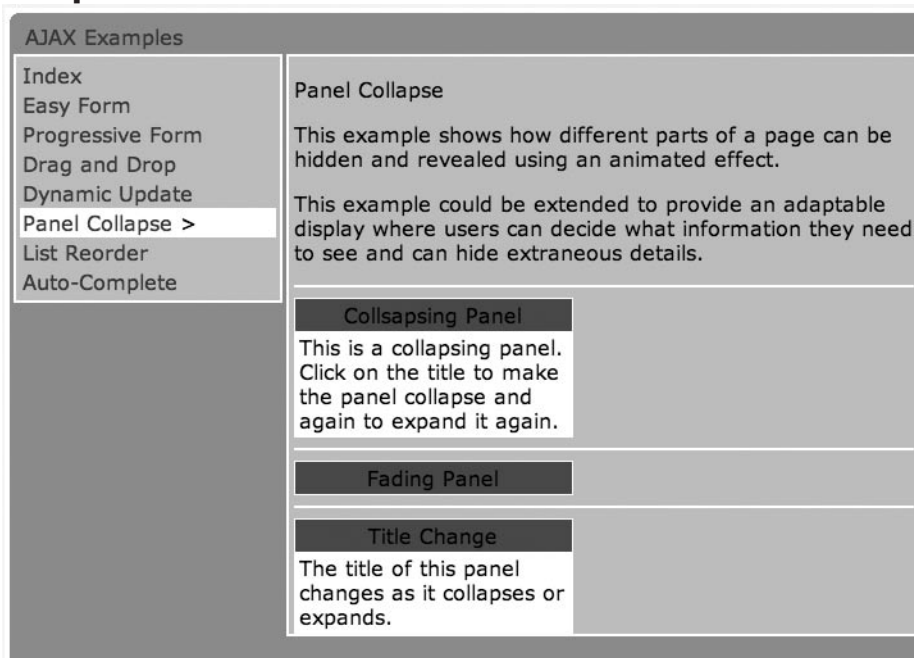 AJAX Examples
Index
Easy Form
Progressive Form
Drag and Drop
Dynamic Update
Panel Collapse >
List Reorder
Auto-Complete
Panel Collapse
This example shows how different parts of a page can be
hidden and revealed using an animated effect.
This example could be extended to provide an adaptable
display where users can decide what information they need
to see and can hide extraneous details.
Collsapsing Panel
This is a collapsing panel.
Click on the title to make
the panel collapse and
again to expand it again.
Fading Panel
Title Change
The title of this panel
changes as it collapses or
expands.